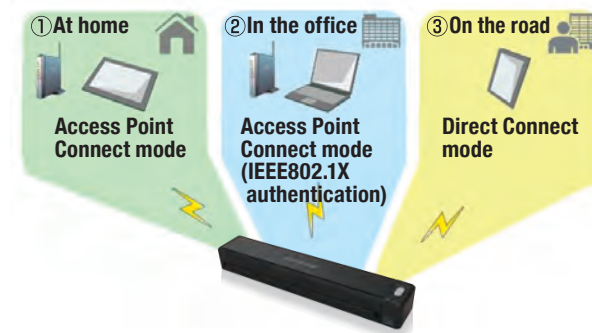 ①At home
Access Point
Connect mode
②In the office
Access Point
Connect mode
(IEEE802.1X
authentication)
③On the road
Direct Connect
mode